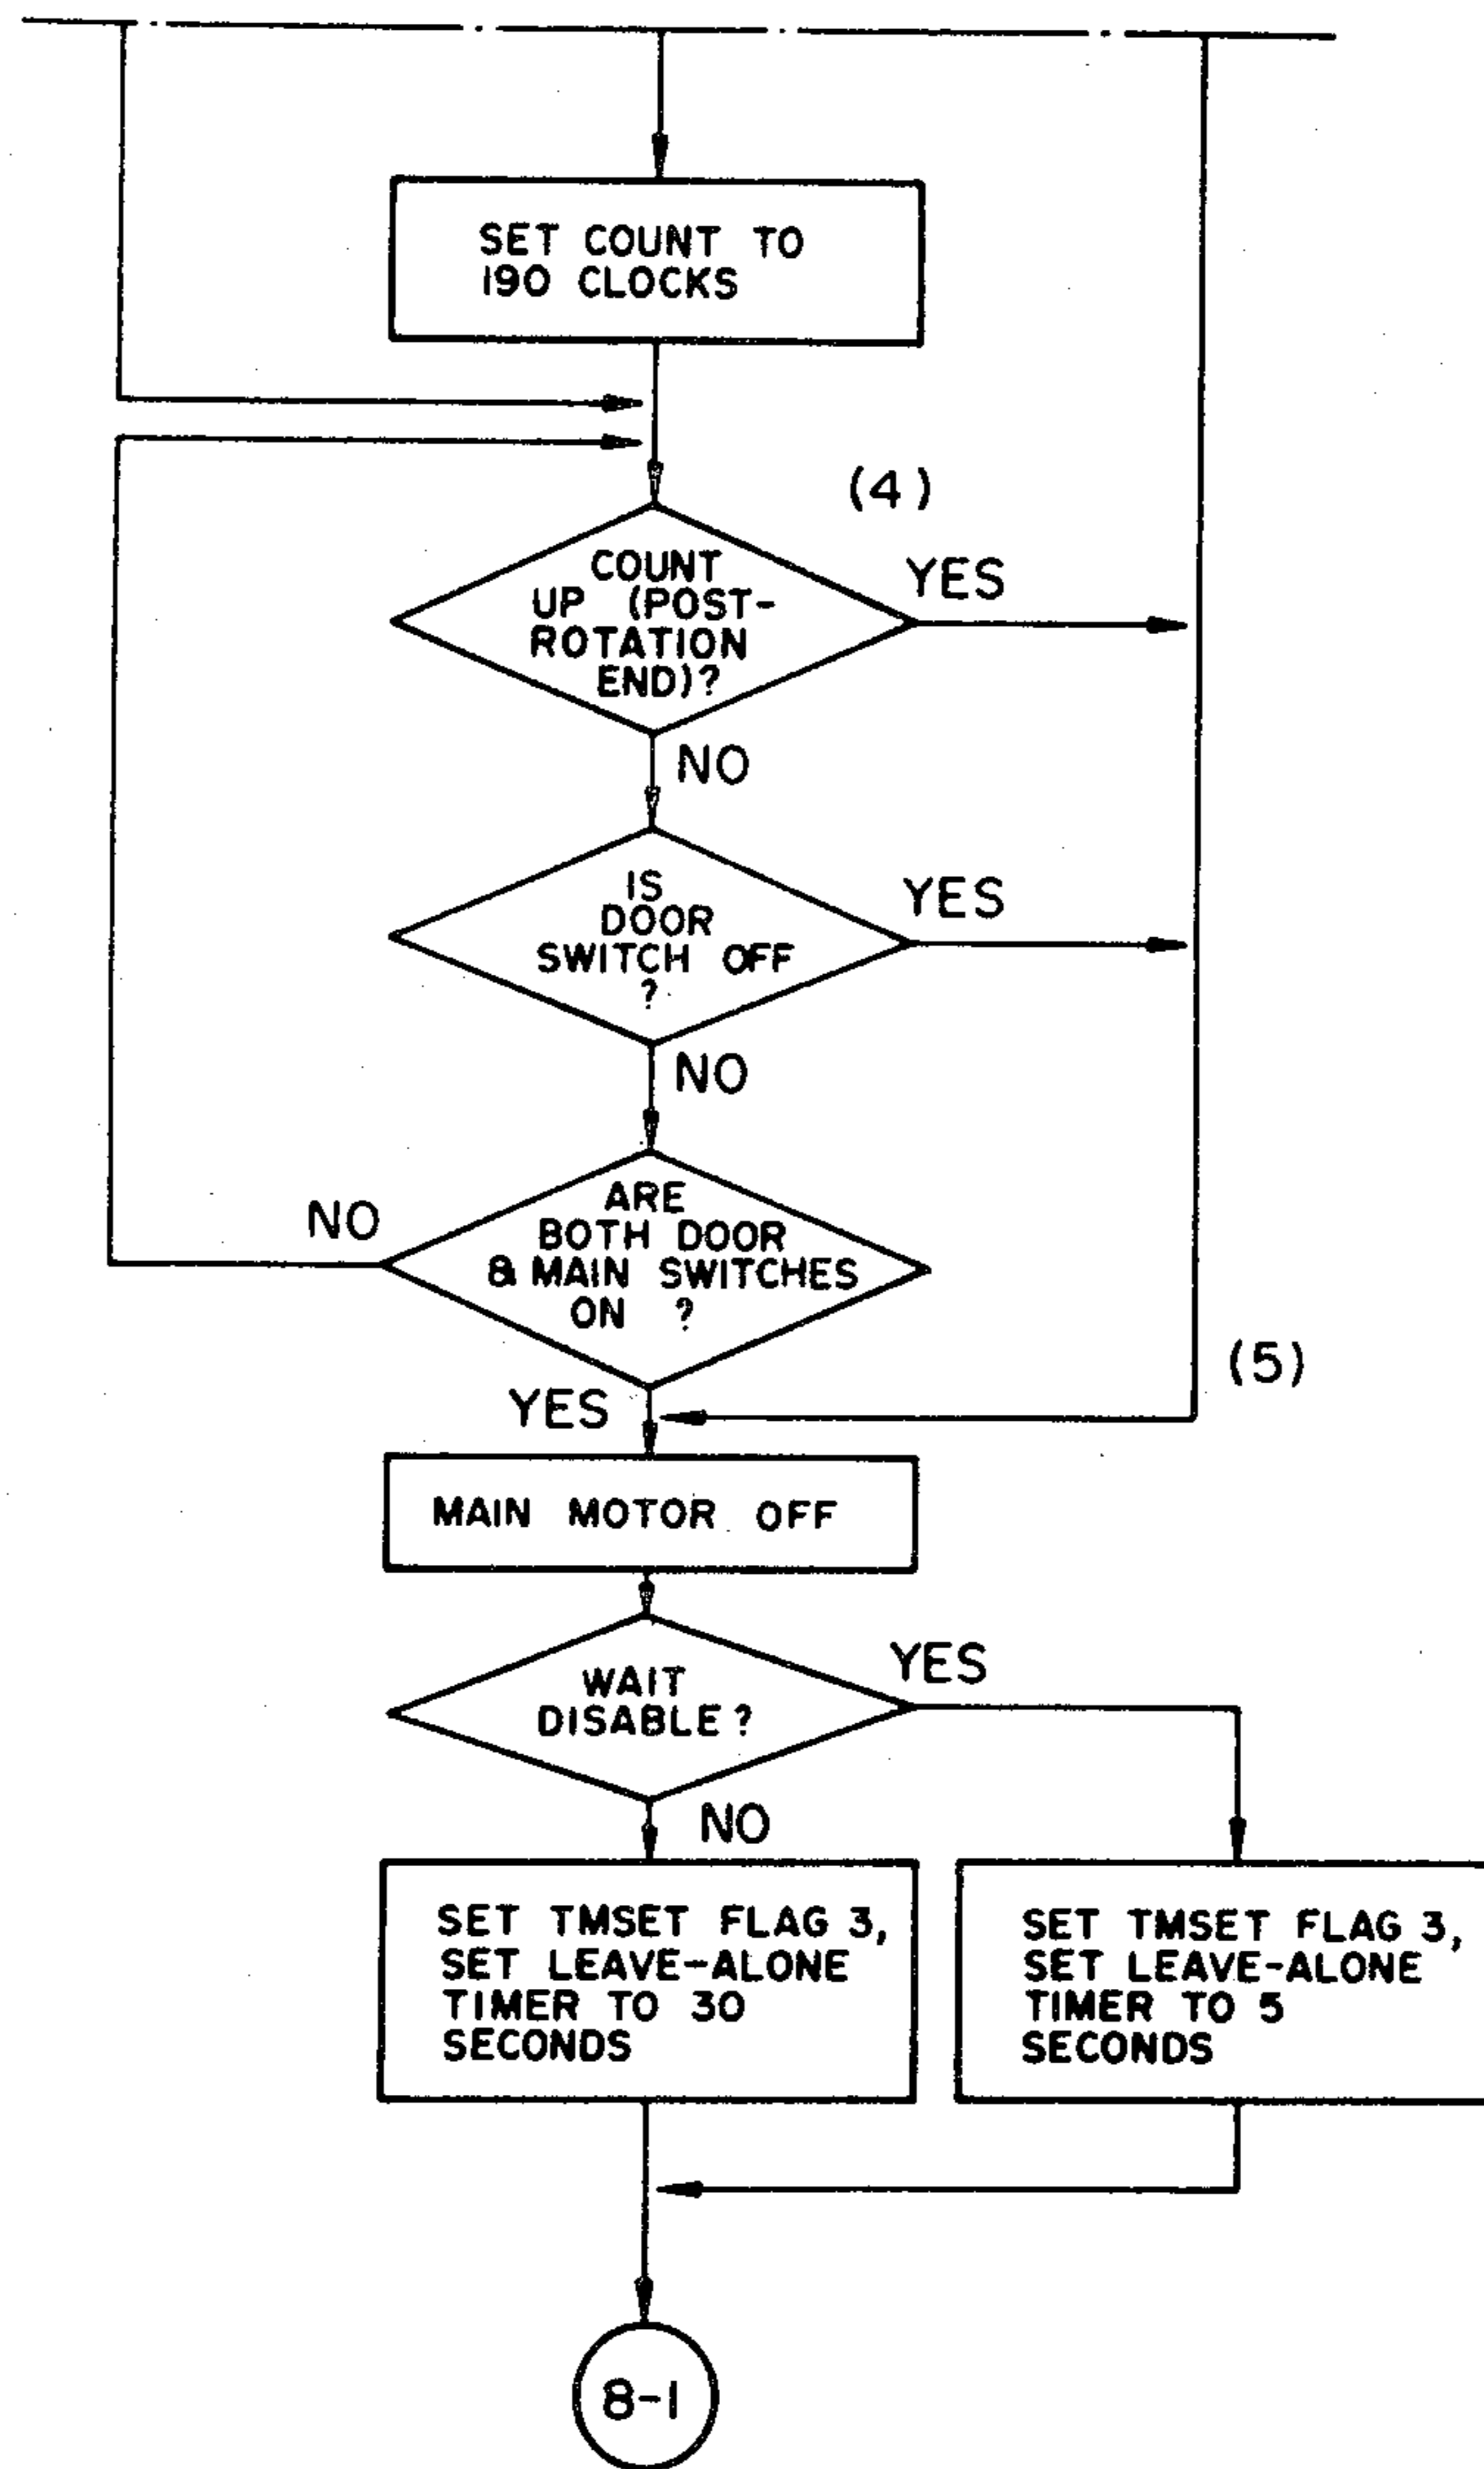 SET COUNT TO
190 CLOCKS
(4)
COUNT
UP (POST-
ROTATION
END)?
YES
NO
IS
DOOR
SWITCH OFF
?
YES
NO
ARE
BOTH DOOR
& MAIN SWITCHES
ON ?
NO
YES
(5)
MAIN MOTOR OFF
WAIT
DISABLE?
YES
NO
SET TMSET FLAG 3,
SET LEAVE-ALONE
TIMER TO 30
SECONDS
SET TMSET FLAG 3,
SET LEAVE-ALONE
TIMER TO 5
SECONDS
8-1